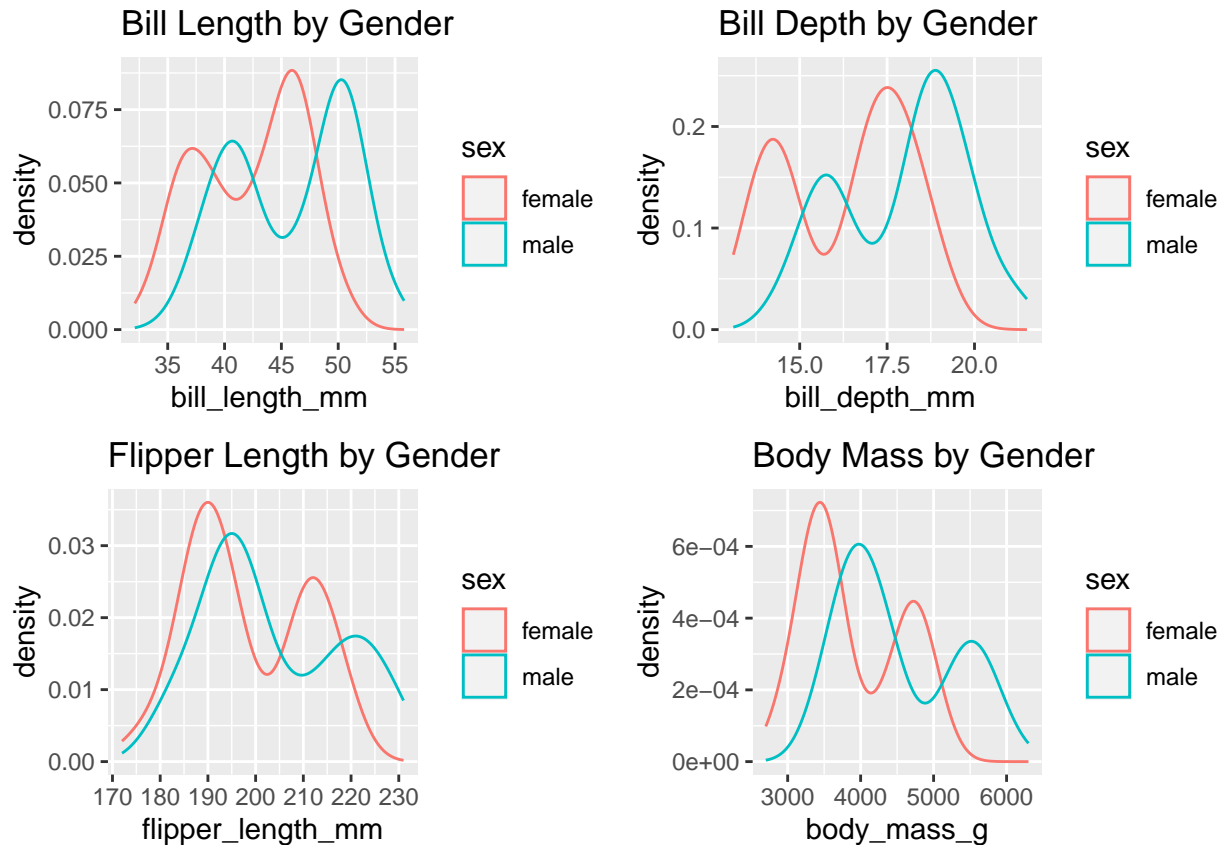 Bill Length by Gender
density
0.075
0.050
0.025
0.000
35 40 45 50 55
bill_length_mm
sex
female
male
Bill Depth by Gender
density
0.2
0.1
0.0
15.0 17.5 20.0
bill_depth_mm
sex
female
male
Flipper Length by Gender
density
0.03
0.02
0.01
0.00
170 180 190 200 210 220 230
flipper_length_mm
sex
female
male
Body Mass by Gender
density
6e−04
4e−04
2e−04
0e+00
3000 4000 5000 6000
body_mass_g
sex
female
male